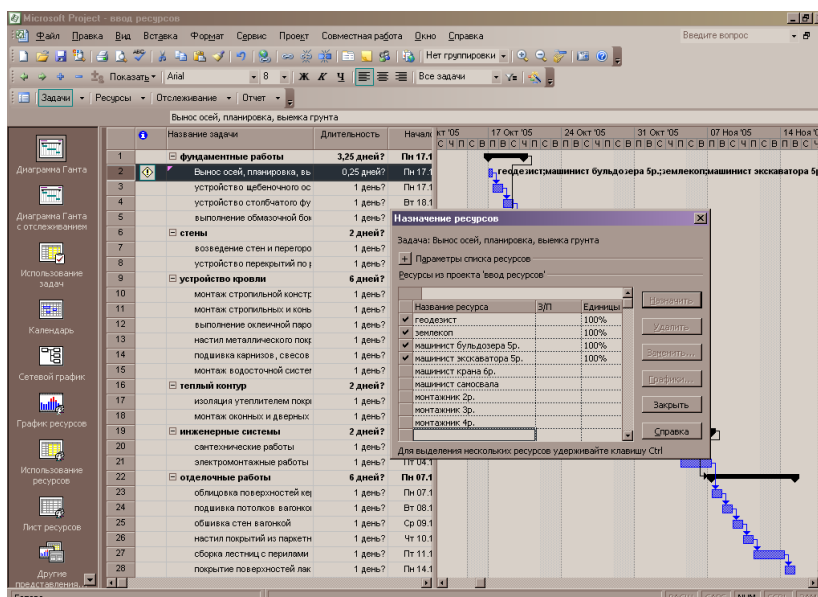 Microsoft Project - ввод ресурсов
Файл Правка Вид Вставка Формат Сервис Проект Совместная работа Окно Справка Введите вопрос
Нет группировки
Показать Arial 8 Ж К Ч Все задачи
Задачи Ресурсы Отслеживание Отчет
Вынос осей, планировка, выемка грунта
Название задачи Длительность Начало кт '05 17 Окт '05 24 Окт '05 31 Окт '05 07 Ноя '05 14 Ноя '0
С Ч П С В П В С Ч П С В П В С Ч П С В П В С Ч П С В П В С Ч П С В П В С Ч
1 фундаментные работы 3,25 дней? Пн 17.1
2 Вынос осей, планировка, вы 0,25 дней? Пн 17.1 геодезист;машинист бульдозера 5р.;землекоп;машинист экскаватора 5р
3 устройство щебеночного ос 1 день? Пн 17.1
4 устройство столбчатого фу 1 день? Вт 18.1
5 выполнение обмазочной бок 1 день?
6 стены 2 дней?
7 возведение стен и перегоро 1 день?
8 устройство перекрытий по 1 день?
9 устройство кровли 6 дней?
10 монтаж стропильной констр 1 день?
11 монтаж стропильных и конь 1 день?
12 выполнение оклеичной паро 1 день?
13 настил металлического покр 1 день?
14 подшивка карнизов, свесов 1 день?
15 монтаж водосточной систег 1 день?
16 теплый контур 2 дней?
17 изоляция утеплителем покр 1 день?
18 монтаж оконных и дверных 1 день?
19 инженерные системы 2 дней?
20 сантехнические работы 1 день?
21 электромонтажные работы 1 день? Пт 04.1
22 отделочные работы 6 дней? Пн 07.1
23 облицовка поверхностей ке 1 день? Пн 07.1
24 подшивка потолков вагонко 1 день? Вт 08.1
25 обшивка стен вагонкой 1 день? Ср 09.1
26 настил покрытий из паркетн 1 день? Чт 10.1
27 сборка лестниц с перилами 1 день? Пт 11.1
28 покрытие поверхностей лак 1 день? Пн 14.1
Диаграмма Ганта
Диаграмма Ганта
с отслеживанием
Использование
задач
Календарь
Сетевой график
График ресурсов
Использование
ресурсов
Лист ресурсов
Другие
представления...
Назначение ресурсов
Задача: Вынос осей, планировка, выемка грунта
+ Параметры списка ресурсов
Ресурсы из проекта 'ввод ресурсов'
Название ресурса З/П Единицы
геодезист 100%
землекоп 100%
машинист бульдозера 5р. 100%
машинист экскаватора 5р. 100%
машинист крана 6р.
машинист самосвала
монтажник 2р.
монтажник 3р.
монтажник 4р.
Назначить
Удалить
Заменить...
Графики...
Закрыть
Справка
Для выделения нескольких ресурсов удерживайте клавишу Ctrl